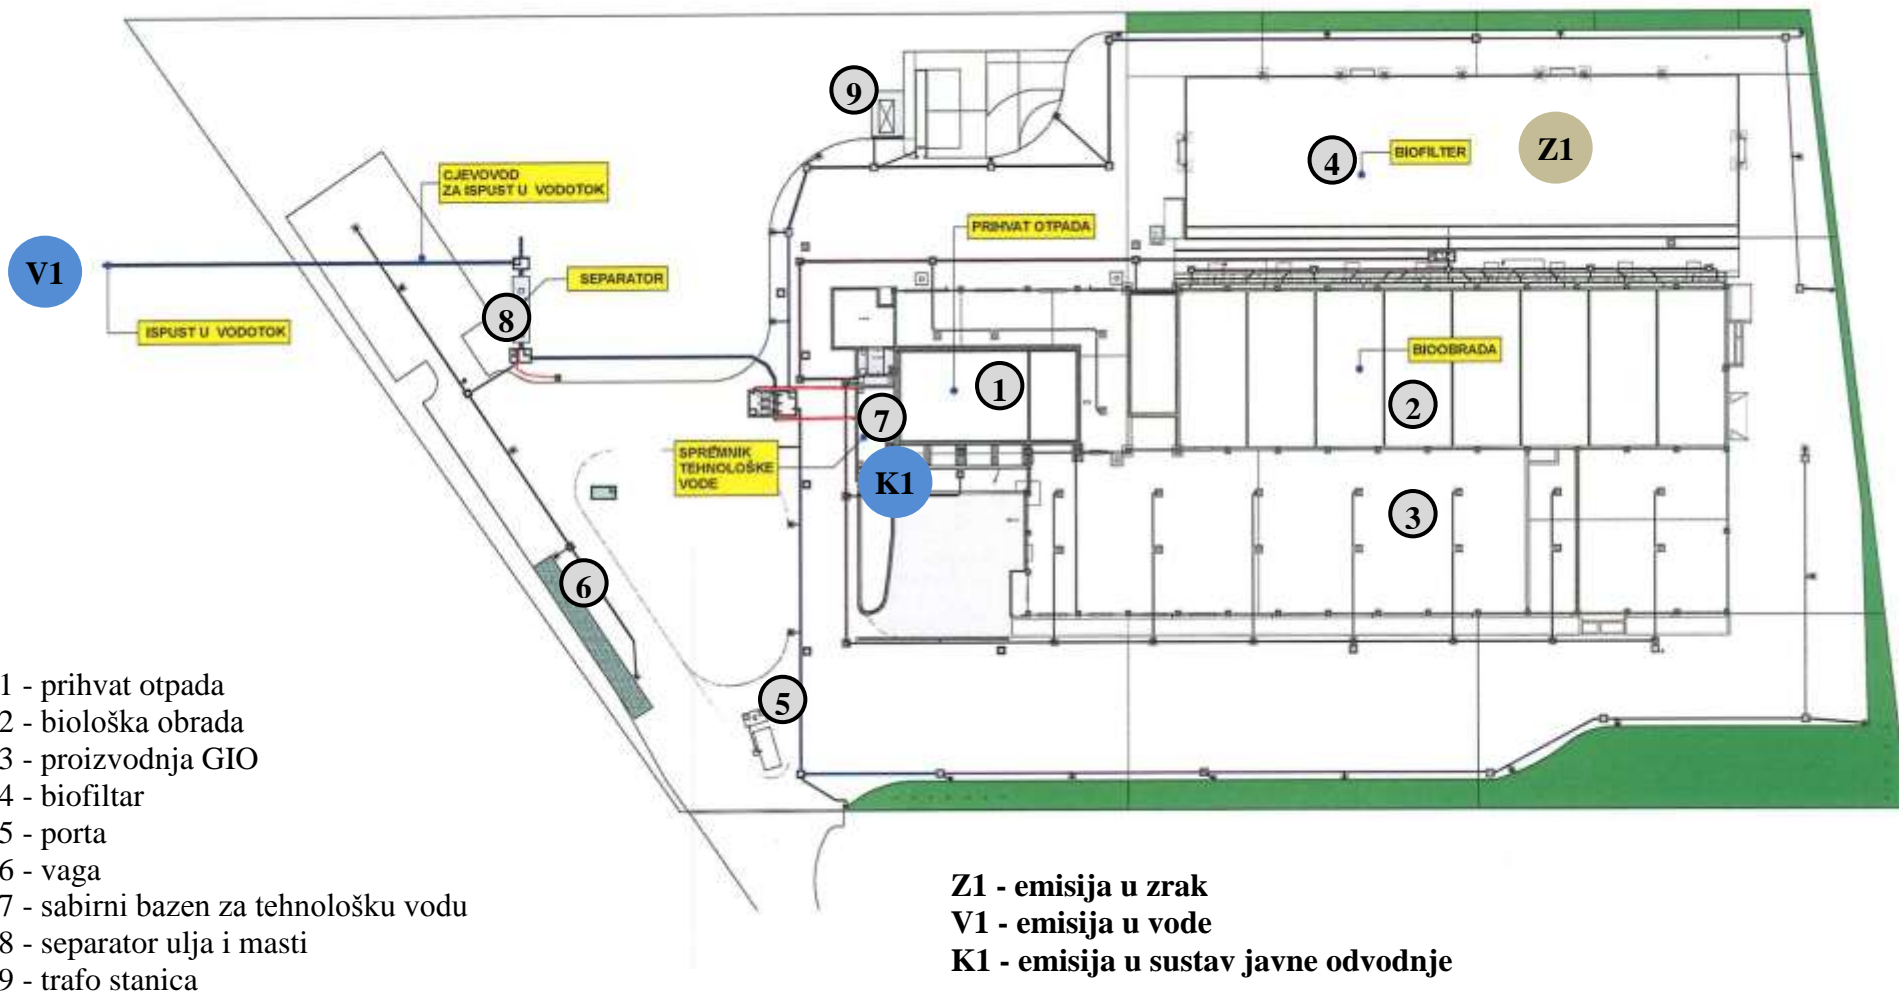 9
4
BIOFILTER
Z1
CJEVOVOD
ZA ISPUST U VODOTOK
PRIHVAT OTPADA
V1
SEPARATOR
8
ISPUST U VODOTOK
BIOOBRADA
1
2
7
SPREMNIK
TEHNOLOŠKE
VODE
K1
3
6
5
1 - prihvat otpada
2 - biološka obrada
3 - proizvodnja GIO
4 - biofiltar
5 - porta
6 - vaga
7 - sabirni bazen za tehnološku vodu
8 - separator ulja i masti
9 - trafo stanica
Z1 - emisija u zrak
V1 - emisija u vode
K1 - emisija u sustav javne odvodnje